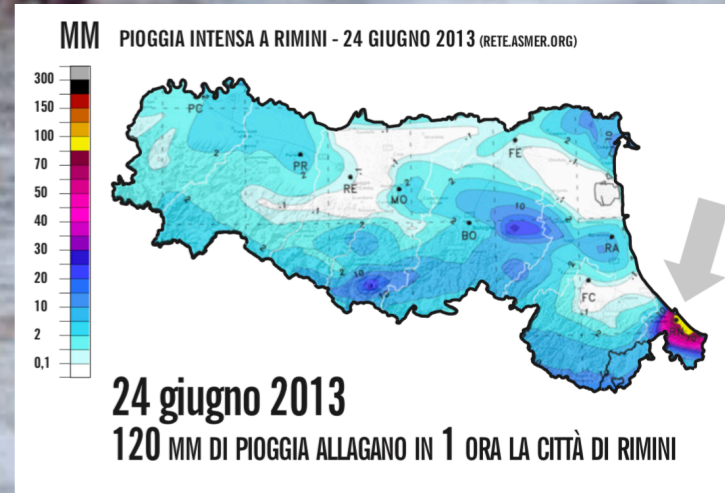 MM PIOGGIA INTENSA A RIMINI - 24 GIUGNO 2013 (RETE.ASMER.ORG)
300
150
100
70
50
40
30
20
10
2
0,1
PC
PR
RE
MO
BO
FE
RA
FC
RN
24 giugno 2013
120 MM DI PIOGGIA ALLAGANO IN 1 ORA LA CITTÀ DI RIMINI